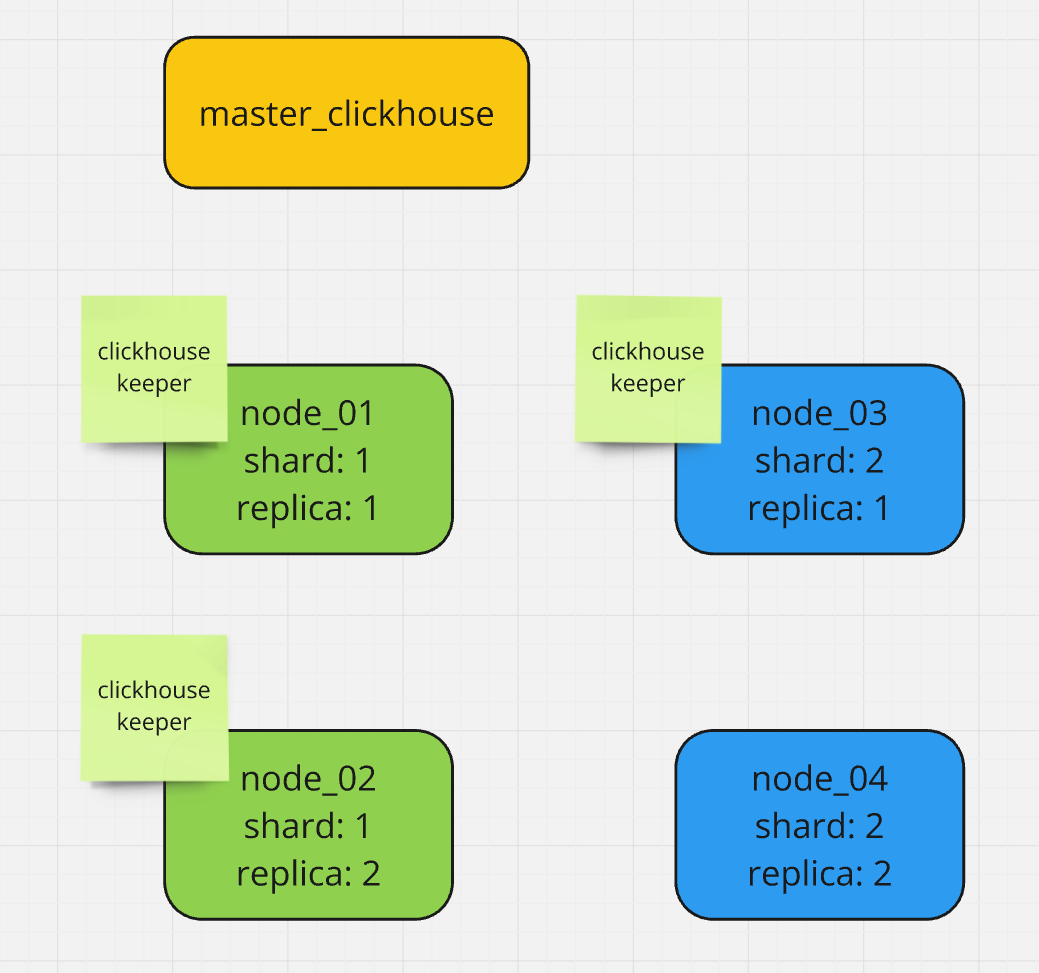 master_clickhouse
clickhouse
keeper
node_01
shard: 1
replica: 1
clickhouse
keeper
node_03
shard: 2
replica: 1
clickhouse
keeper
node_02
shard: 1
replica: 2
node_04
shard: 2
replica: 2